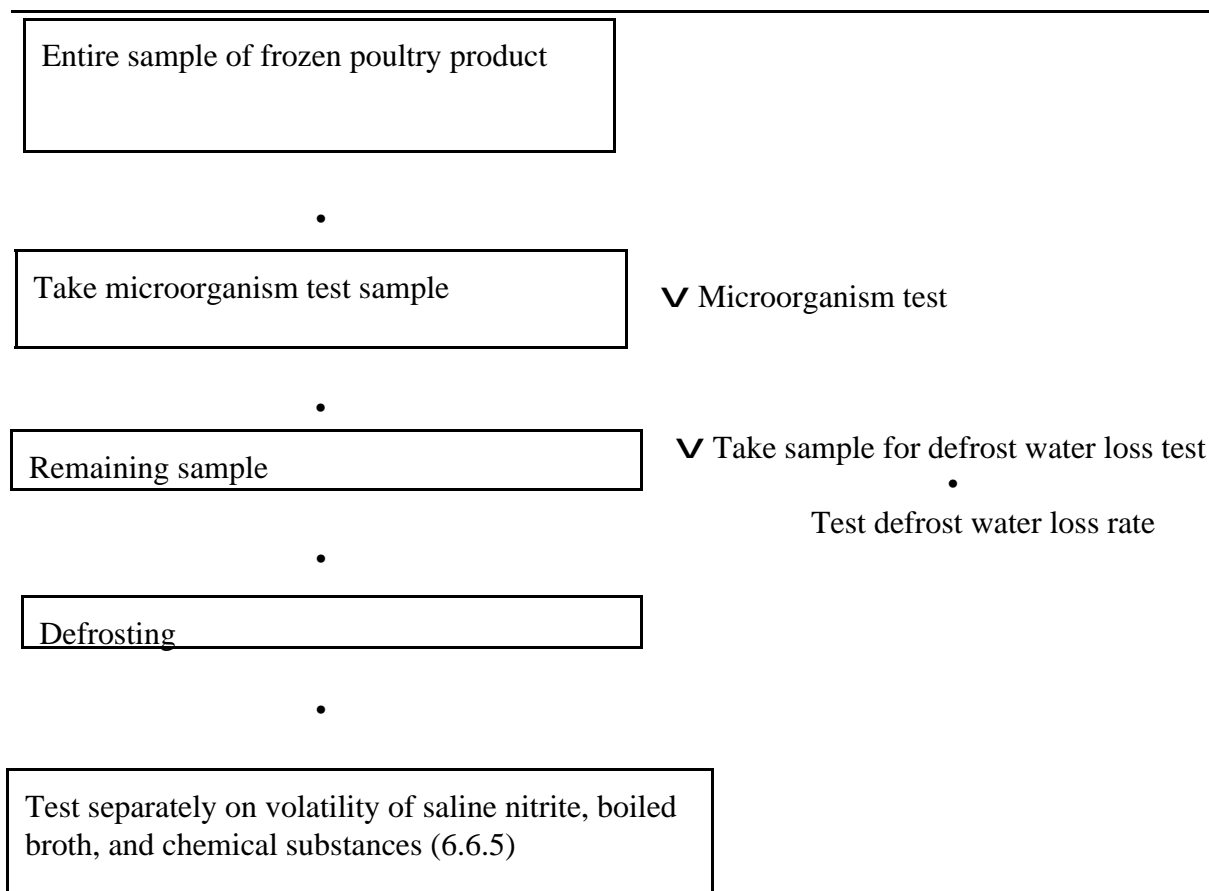 Entire sample of frozen poultry product
•
Take microorganism test sample
V Microorganism test
•
Remaining sample
V Take sample for defrost water loss test
•
Test defrost water loss rate
•
Defrosting
•
Test separately on volatility of saline nitrite, boiled
broth, and chemical substances (6.6.5)